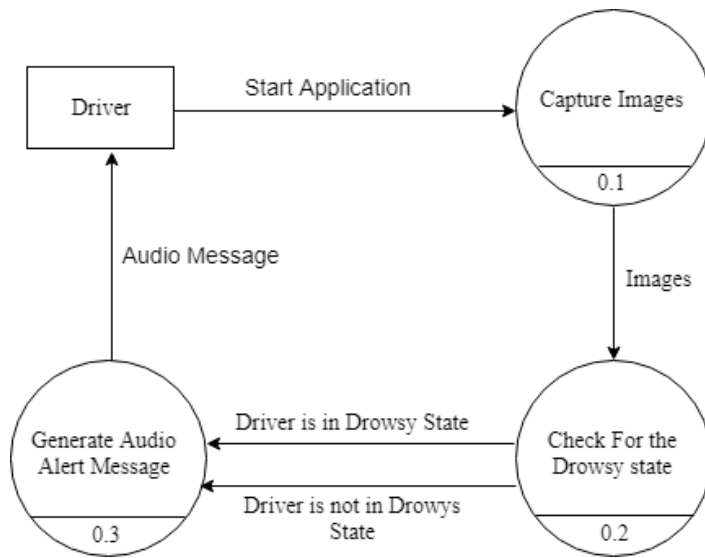 Driver
Start Application
Capture Images
0.1
Audio Message
Images
Generate Audio
Alert Message
0.3
Driver is in Drowsy State
Driver is not in Drowys
State
Check For the
Drowsy state
0.2